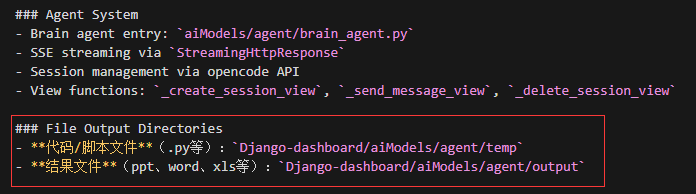 ### Agent System
- Brain agent entry: `aiModels/agent/brain_agent.py`
- SSE streaming via `StreamingHttpResponse`
- Session management via opencode API
- View functions: `_create_session_view`, `_send_message_view`, `_delete_session_view`
### File Output Directories
- **代码/脚本文件**（.py等）：`Django-dashboard/aiModels/agent/temp`
- **结果文件**（ppt、word、xls等）：`Django-dashboard/aiModels/agent/output`